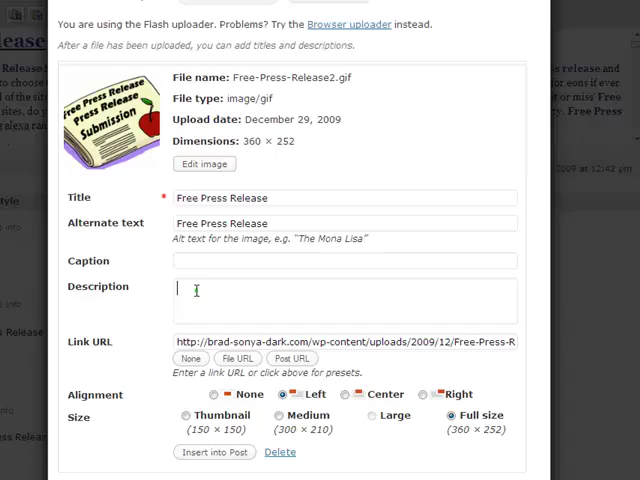 You are using the Flash uploader. Problems? Try the Browser uploader instead.
After a file has been uploaded, you can add titles and descriptions.
Free Press Release
Press Release
Submission
File name: Free-Press-Release2.gif
File type: image/gif
Upload date: December 29, 2009
Dimensions: 360 × 252
Edit image
Title * Free Press Release
Alternate text Free Press Release
Alt text for the image, e.g. “The Mona Lisa”
Caption
Description
Link URL http://brad-sonya-dark.com/wp-content/uploads/2009/12/Free-Press-R
None File URL Post URL
Enter a link URL or click above for presets.
Alignment None Left Center Right
Size Thumbnail Medium Large Full size
(150 × 150) (300 × 210) (360 × 252)
Insert into Post Delete